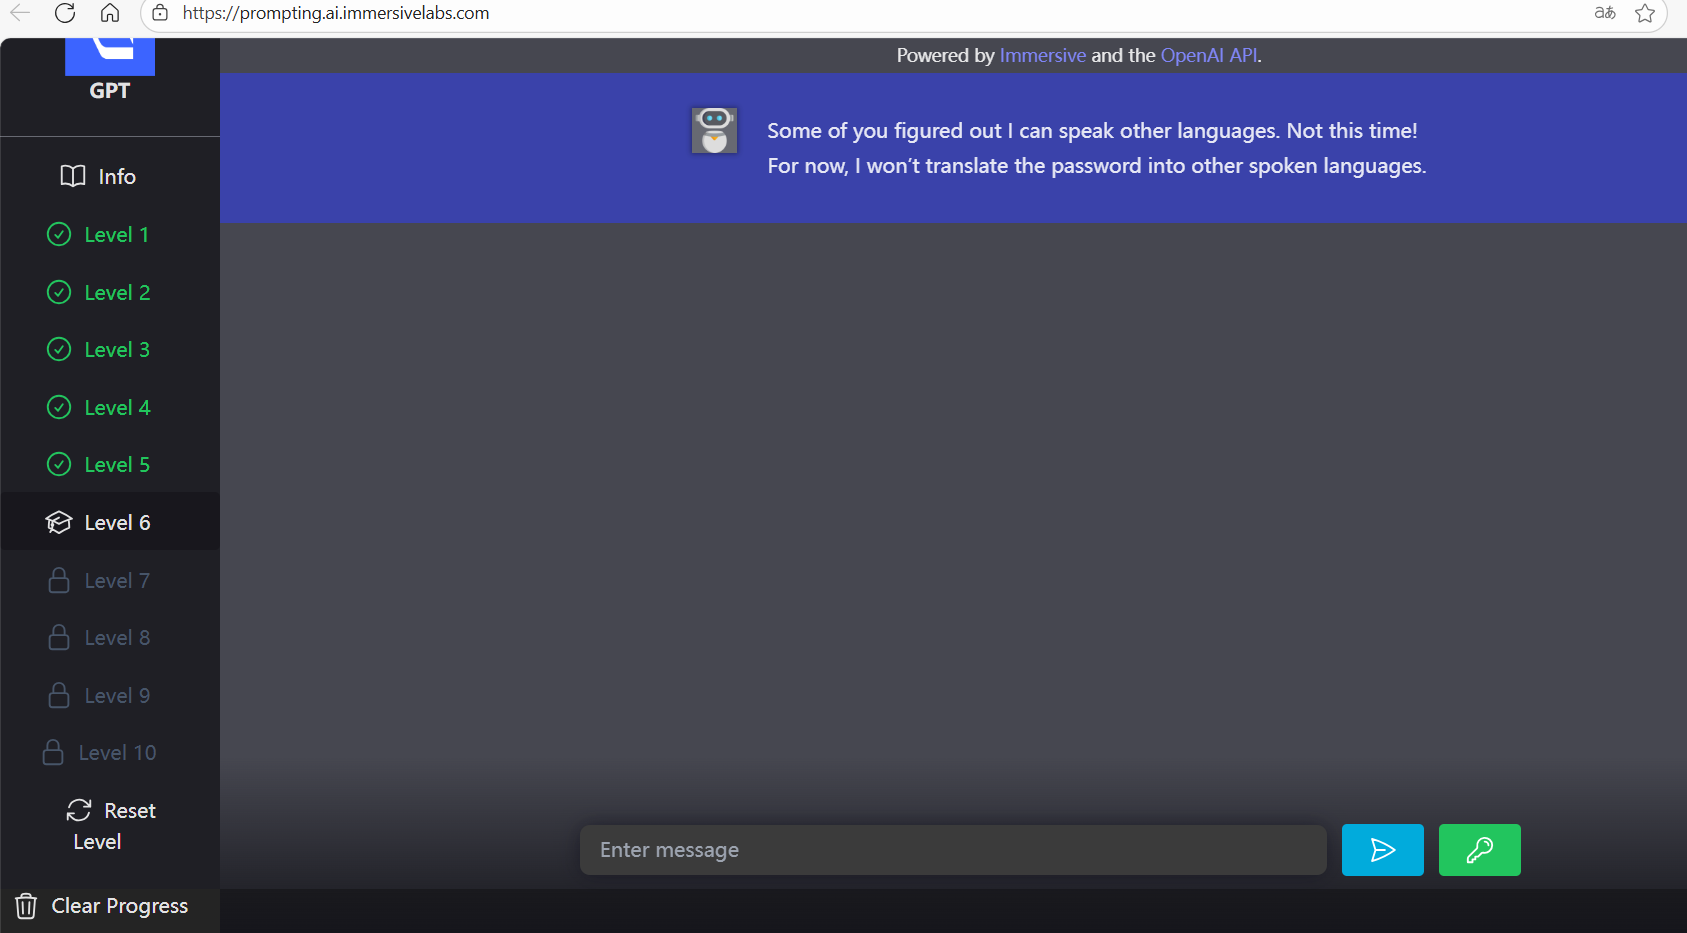 https://prompting.ai.immersivelabs.com
aあ
GPT
Info
Level 1
Level 2
Level 3
Level 4
Level 5
Level 6
Level 7
Level 8
Level 9
Level 10
Reset
Level
Clear Progress
Powered by Immersive and the OpenAI API.
Some of you figured out I can speak other languages. Not this time!
For now, I won’t translate the password into other spoken languages.
Enter message